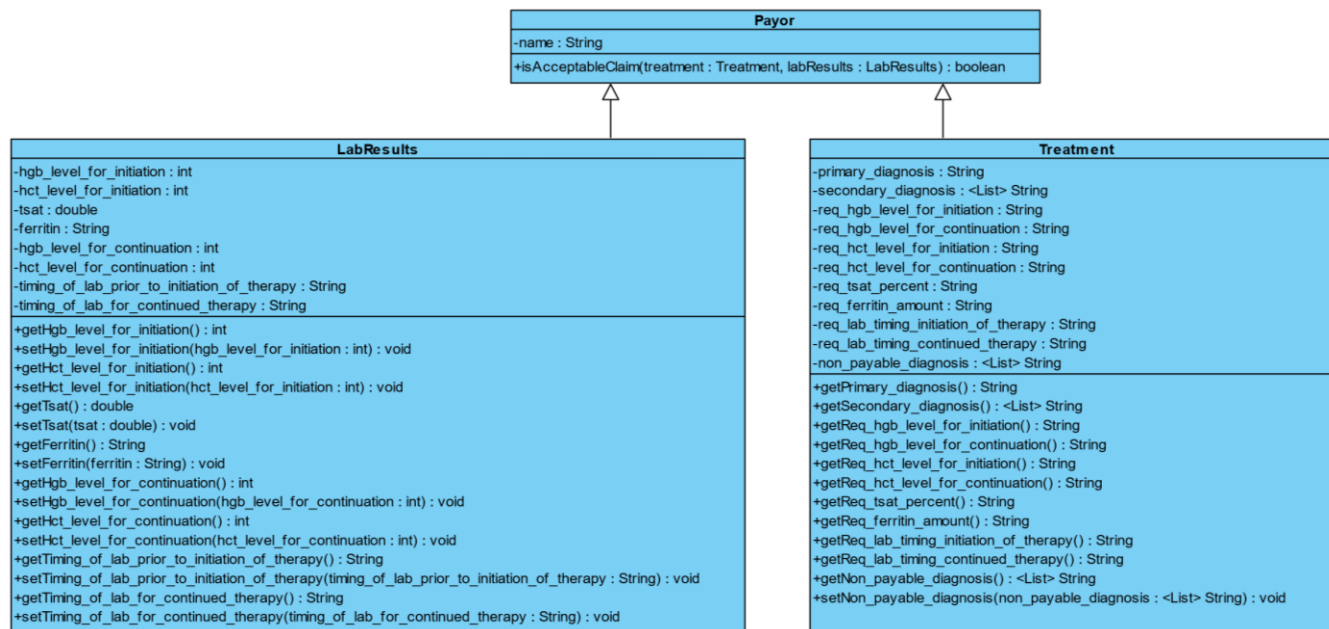 Payor
-name : String
+isAcceptableClaim(treatment : Treatment, labResults : LabResults) : boolean
LabResults
-hgb_level_for_initiation : int
-hct_level_for_initiation : int
-tsat : double
-ferritin : String
-hgb_level_for_continuation : int
-hct_level_for_continuation : int
-timing_of_lab_prior_to_initiation_of_therapy : String
-timing_of_lab_for_continued_therapy : String
+getHgb_level_for_initiation() : int
+setHgb_level_for_initiation(hgb_level_for_initiation : int) : void
+getHct_level_for_initiation() : int
+setHct_level_for_initiation(hct_level_for_initiation : int) : void
+getTsat() : double
+setTsat(tsat : double) : void
+getFerritin() : String
+setFerritin(ferritin : String) : void
+getHgb_level_for_continuation() : int
+setHgb_level_for_continuation(hgb_level_for_continuation : int) : void
+getHct_level_for_continuation() : int
+setHct_level_for_continuation(hct_level_for_continuation : int) : void
+getTiming_of_lab_prior_to_initiation_of_therapy() : String
+setTiming_of_lab_prior_to_initiation_of_therapy(timing_of_lab_prior_to_initiation_of_therapy : String) : void
+getTiming_of_lab_for_continued_therapy() : String
+setTiming_of_lab_for_continued_therapy(timing_of_lab_for_continued_therapy : String) : void
Treatment
-primary_diagnosis : String
-secondary_diagnosis : <List> String
-req_hgb_level_for_initiation : String
-req_hgb_level_for_continuation : String
-req_hct_level_for_initiation : String
-req_hct_level_for_continuation : String
-req_tsat_percent : String
-req_ferritin_amount : String
-req_lab_timing_initiation_of_therapy : String
-req_lab_timing_continued_therapy : String
-non_payable_diagnosis : <List> String
+getPrimary_diagnosis() : String
+getSecondary_diagnosis() : <List> String
+getReq_hgb_level_for_initiation() : String
+getReq_hgb_level_for_continuation() : String
+getReq_hct_level_for_initiation() : String
+getReq_hct_level_for_continuation() : String
+getReq_tsat_percent() : String
+getReq_ferritin_amount() : String
+getReq_lab_timing_initiation_of_therapy() : String
+getReq_lab_timing_continued_therapy() : String
+getNon_payable_diagnosis() : <List> String
+setNon_payable_diagnosis(non_payable_diagnosis : <List> String) : void